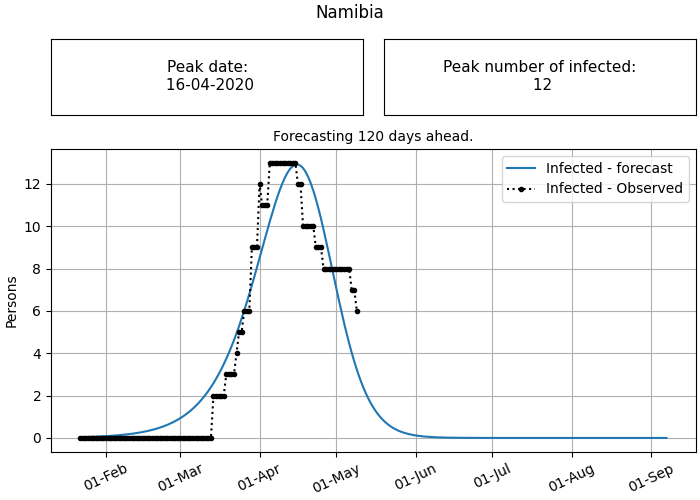 Namibia
Peak date:
16-04-2020
Peak number of infected:
12
Forecasting 120 days ahead.
Infected - forecast
Infected - Observed
Persons
12
10
8
6
4
2
0
01-Feb
01-Mar
01-Apr
01-May
01-Jun
01-Jul
01-Aug
01-Sep